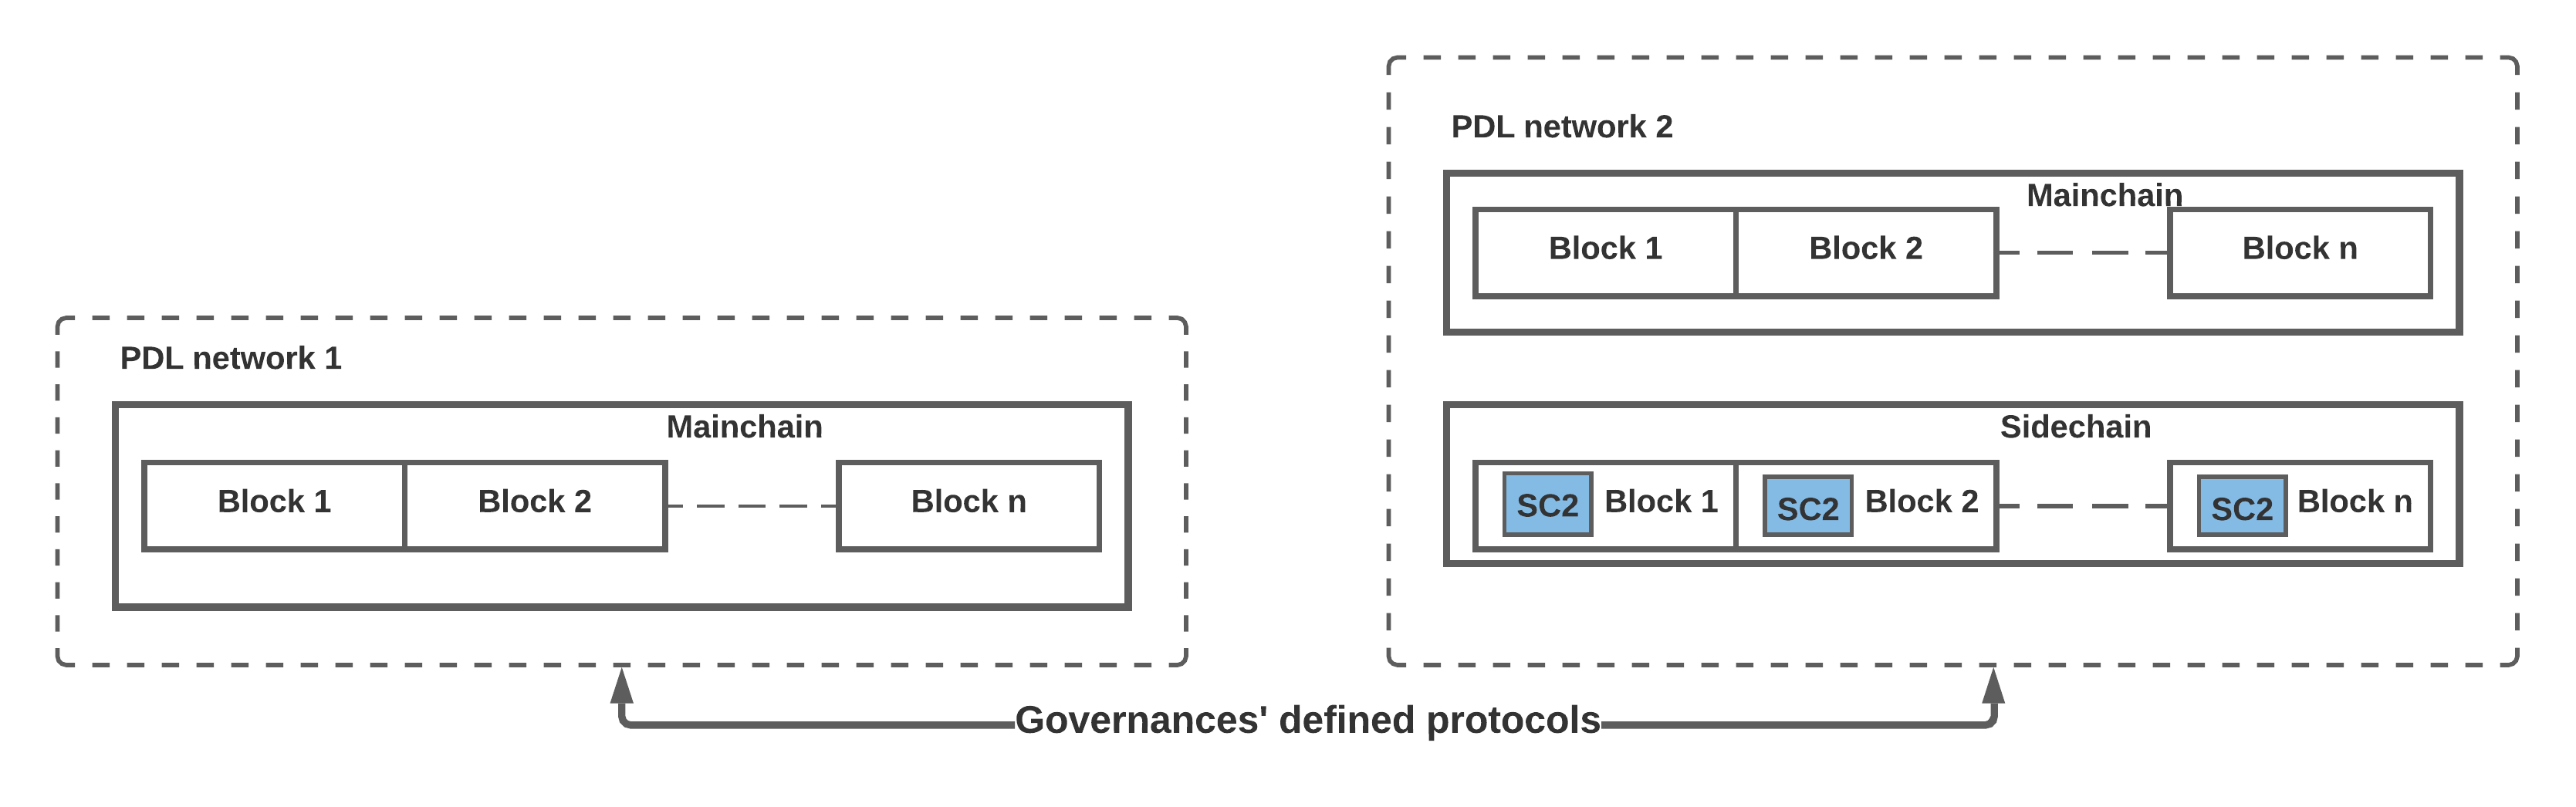 PDL network 1
Mainchain
Block 1 Block 2 Block n
PDL network 2
Mainchain
Block 1 Block 2 Block n
Sidechain
SC2 Block 1 SC2 Block 2 SC2 Block n
Governances' defined protocols